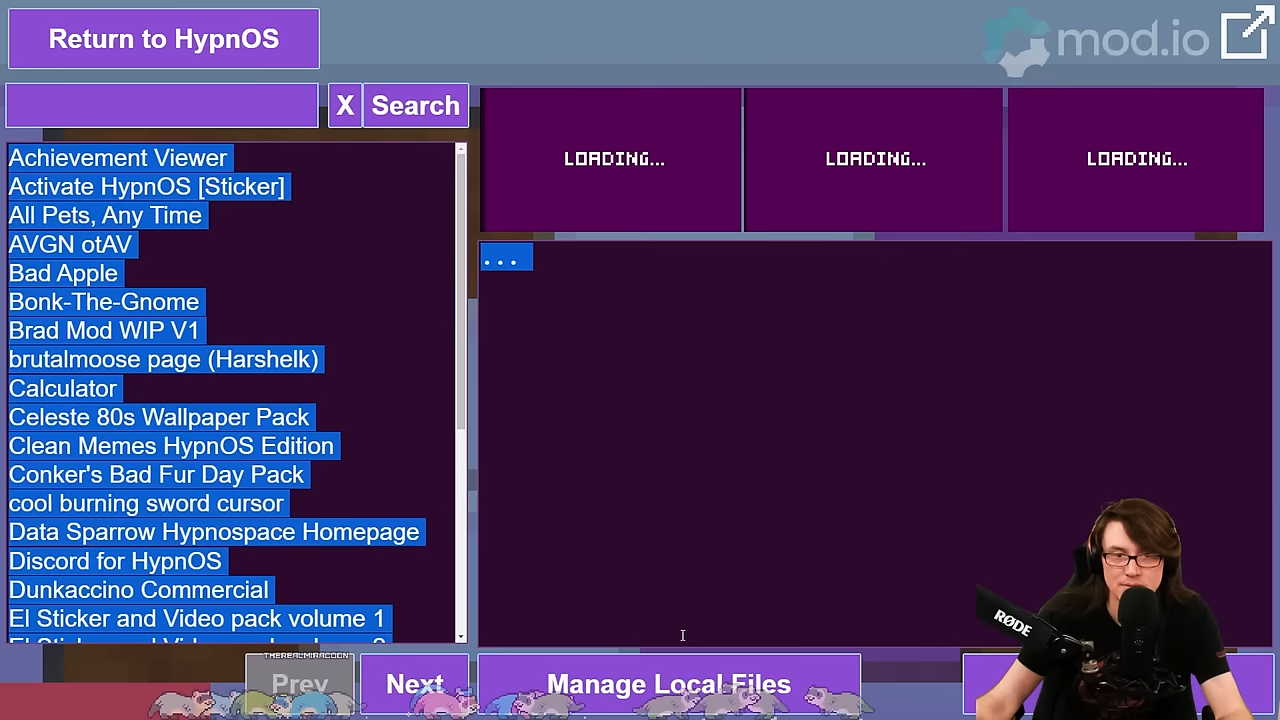 Return to HypnOS
mod.io
X
Search
LOADING...
LOADING...
LOADING...
Achievement Viewer
Activate HypnOS [Sticker]
All Pets, Any Time
AVGN otAV
Bad Apple
Bonk-The-Gnome
Brad Mod WIP V1
brutalmoose page (Harshelk)
Calculator
Celeste 80s Wallpaper Pack
Clean Memes HypnOS Edition
Conker's Bad Fur Day Pack
cool burning sword cursor
Data Sparrow Hypnospace Homepage
Discord for HypnOS
Dunkaccino Commercial
El Sticker and Video pack volume 1
...
RØDE
THEREALMIRACOON
Prev
Next
Manage Local Files